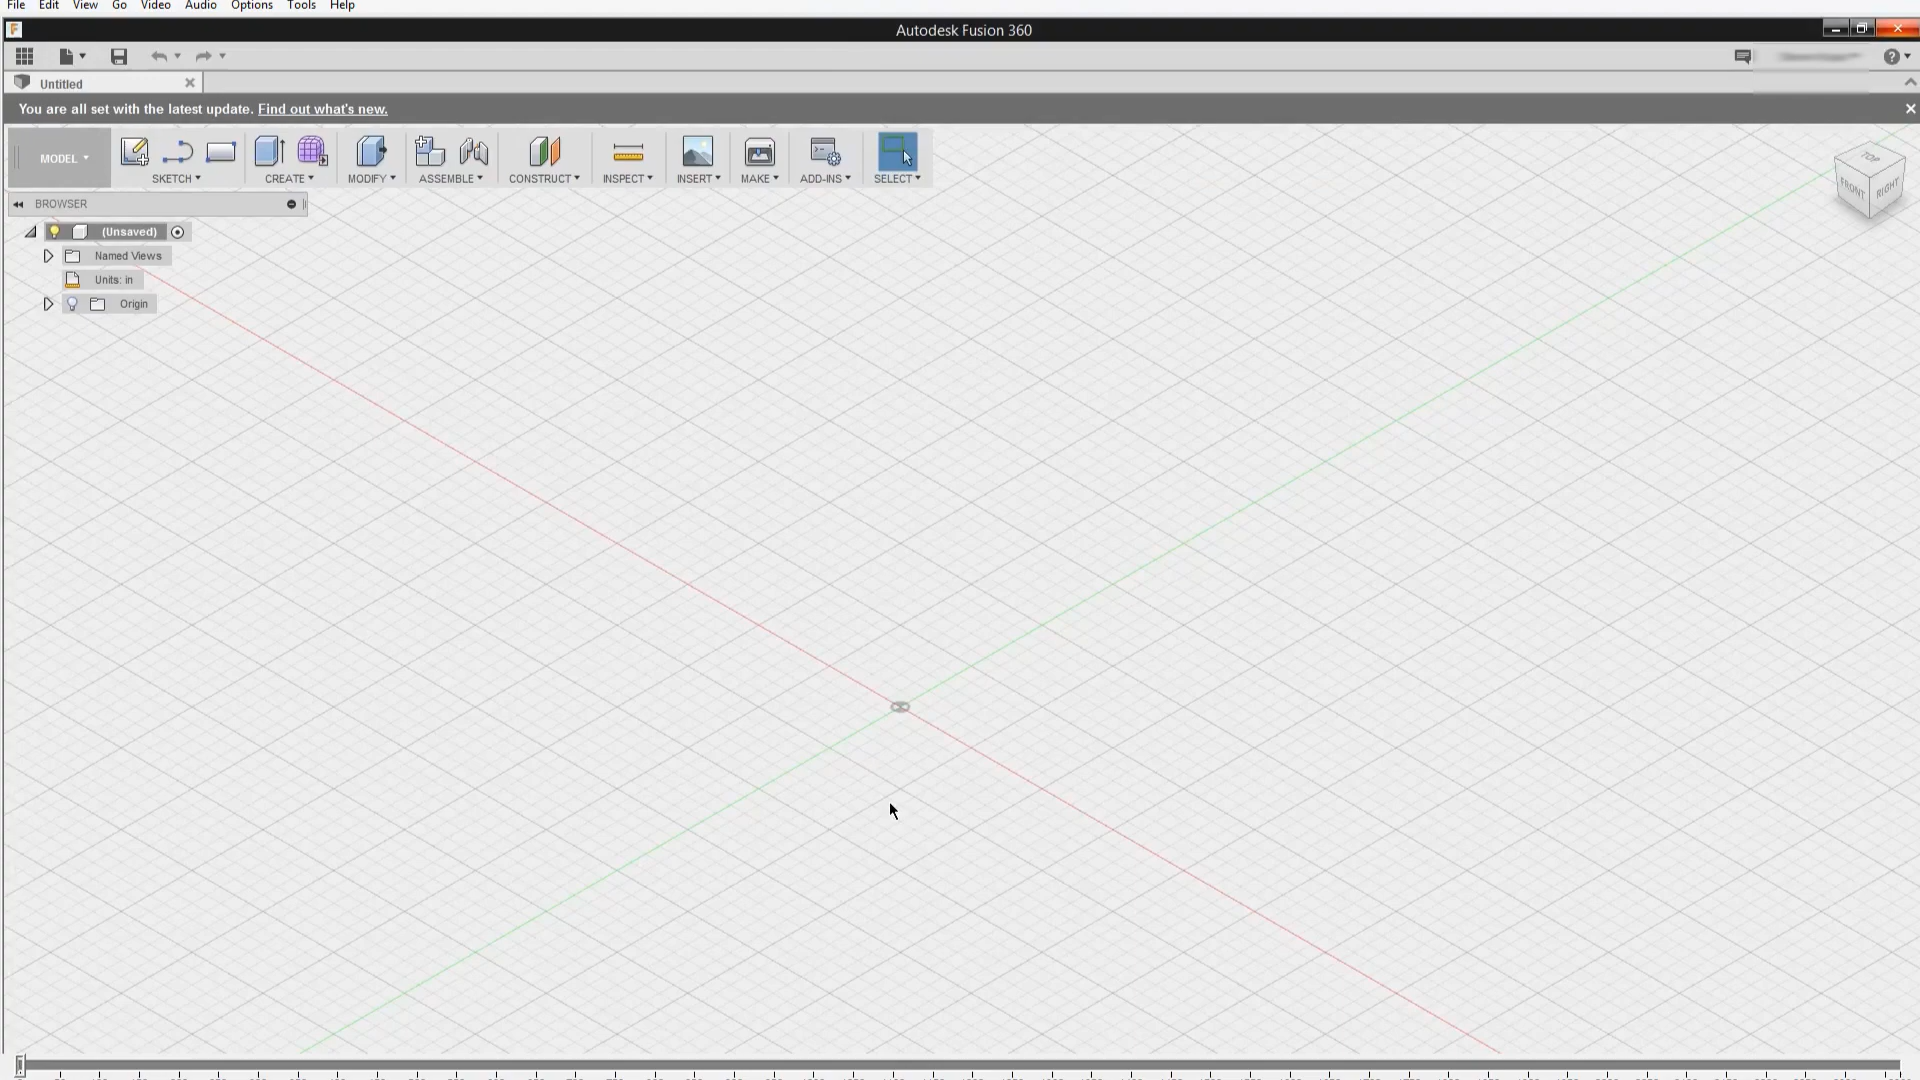 File Edit View Go Video Audio Options Tools Help
Autodesk Fusion 360
Untitled
You are all set with the latest update. Find out what's new.
MODEL SKETCH CREATE MODIFY ASSEMBLE CONSTRUCT INSPECT INSERT MAKE ADD-INS SELECT
TOP
FRONT RIGHT
BROWSER
(Unsaved)
Named Views
Units: in
Origin